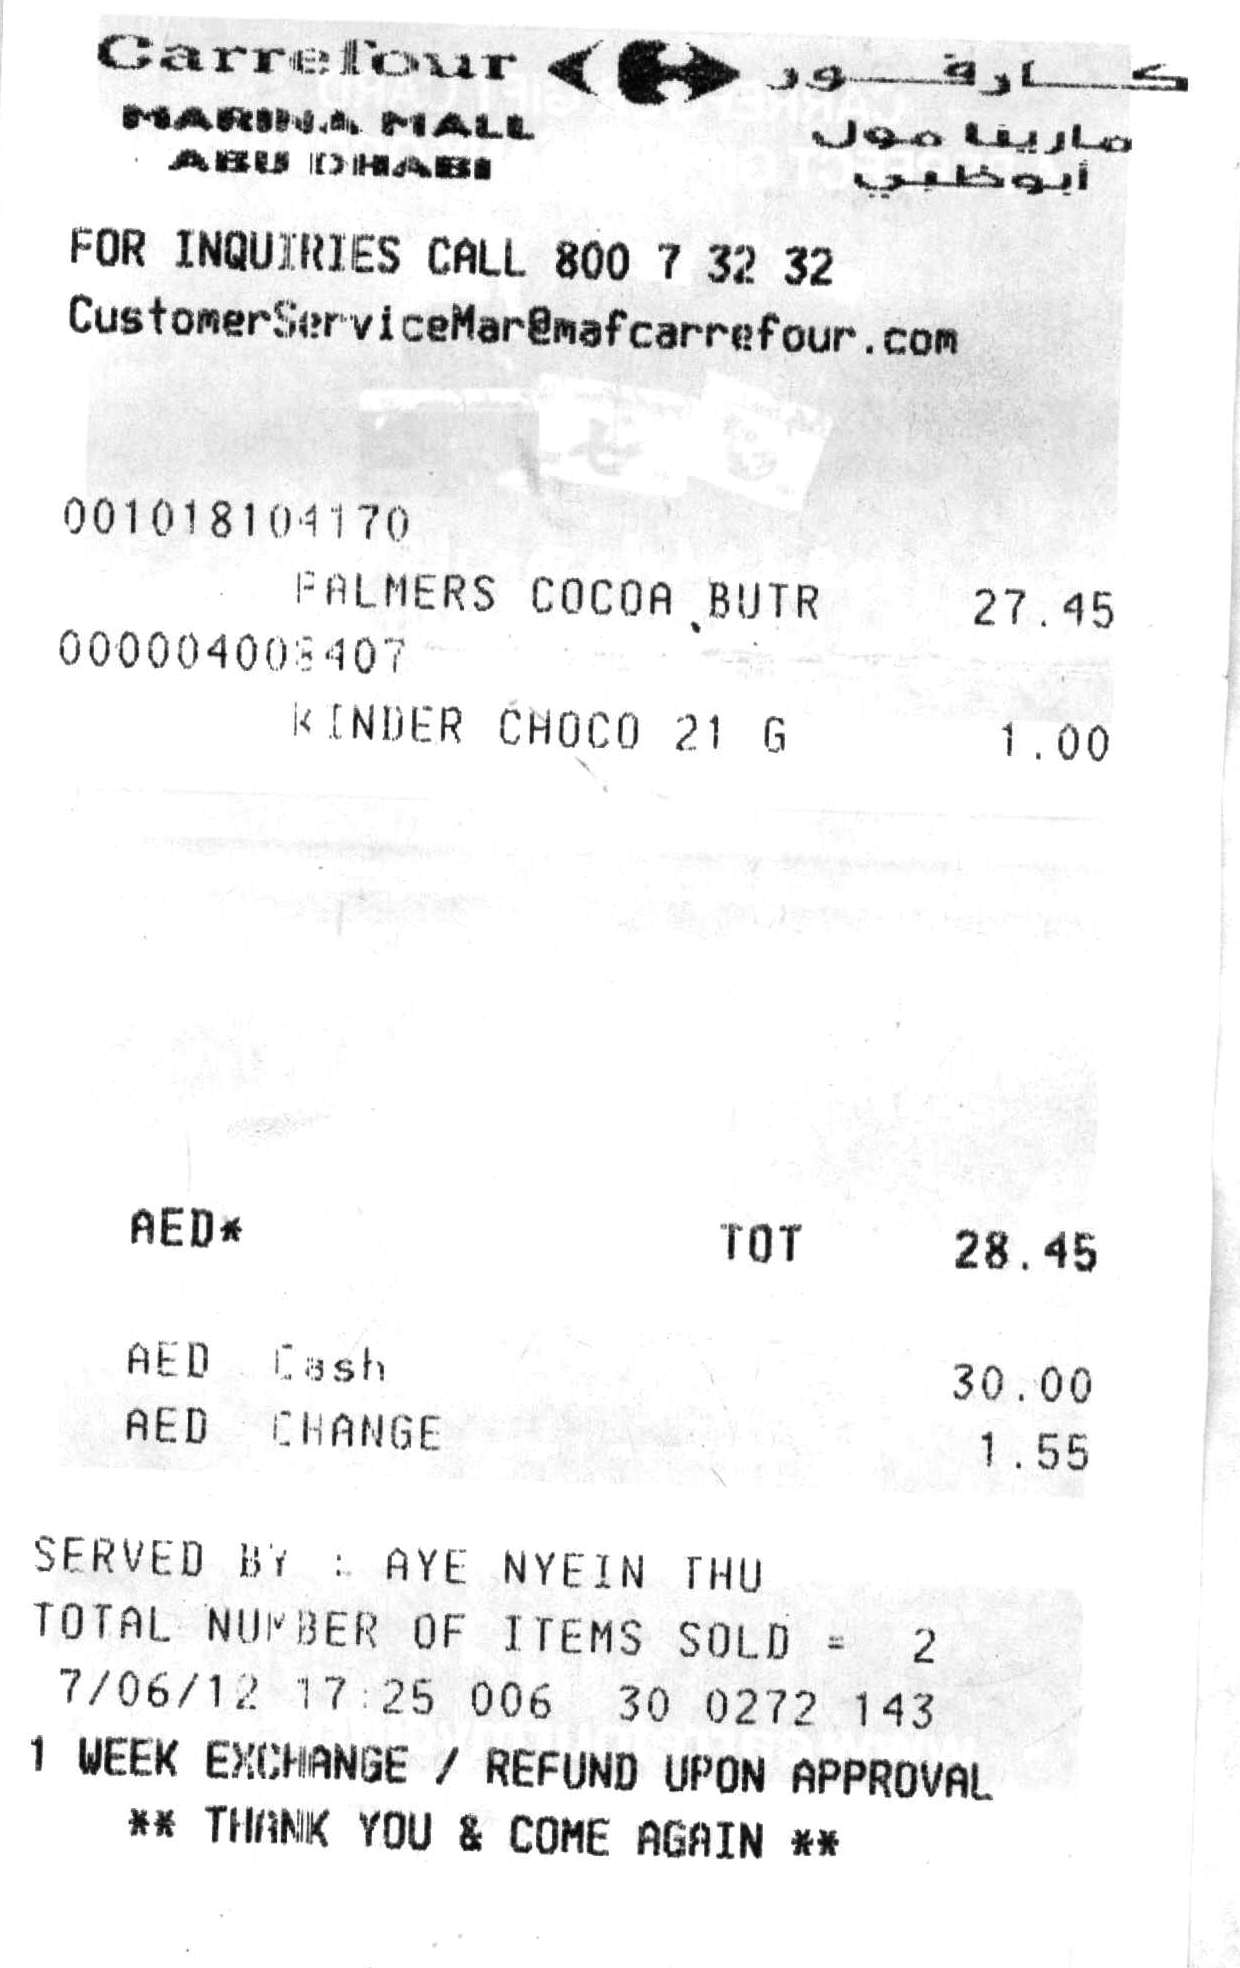 Carrefour كارفور
MARINA MALL مارينا مول
ABU DHABI أبوظبي
FOR INQUIRIES CALL 800 7 32 32
CustomerServiceMar@mafcarrefour.com
001018104170
PALMERS COCOA BUTR 27.45
000004008407
KINDER CHOCO 21 G 1.00
AED* TOT 28.45
AED Cash 30.00
AED CHANGE 1.55
SERVED BY : AYE NYEIN THU
TOTAL NUMBER OF ITEMS SOLD = 2
7/06/12 17:25 006 30 0272 143
1 WEEK EXCHANGE / REFUND UPON APPROVAL
** THANK YOU & COME AGAIN **